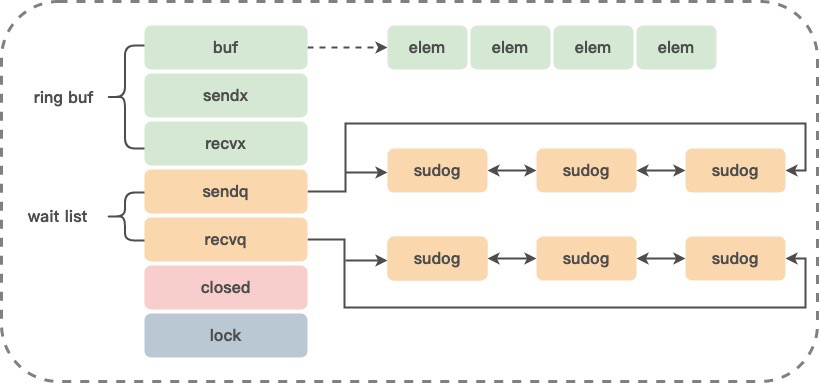 buf
elem elem elem elem
ring buf
sendx
recvx
sudog sudog sudog
sendq
wait list
recvq
sudog sudog sudog
closed
lock